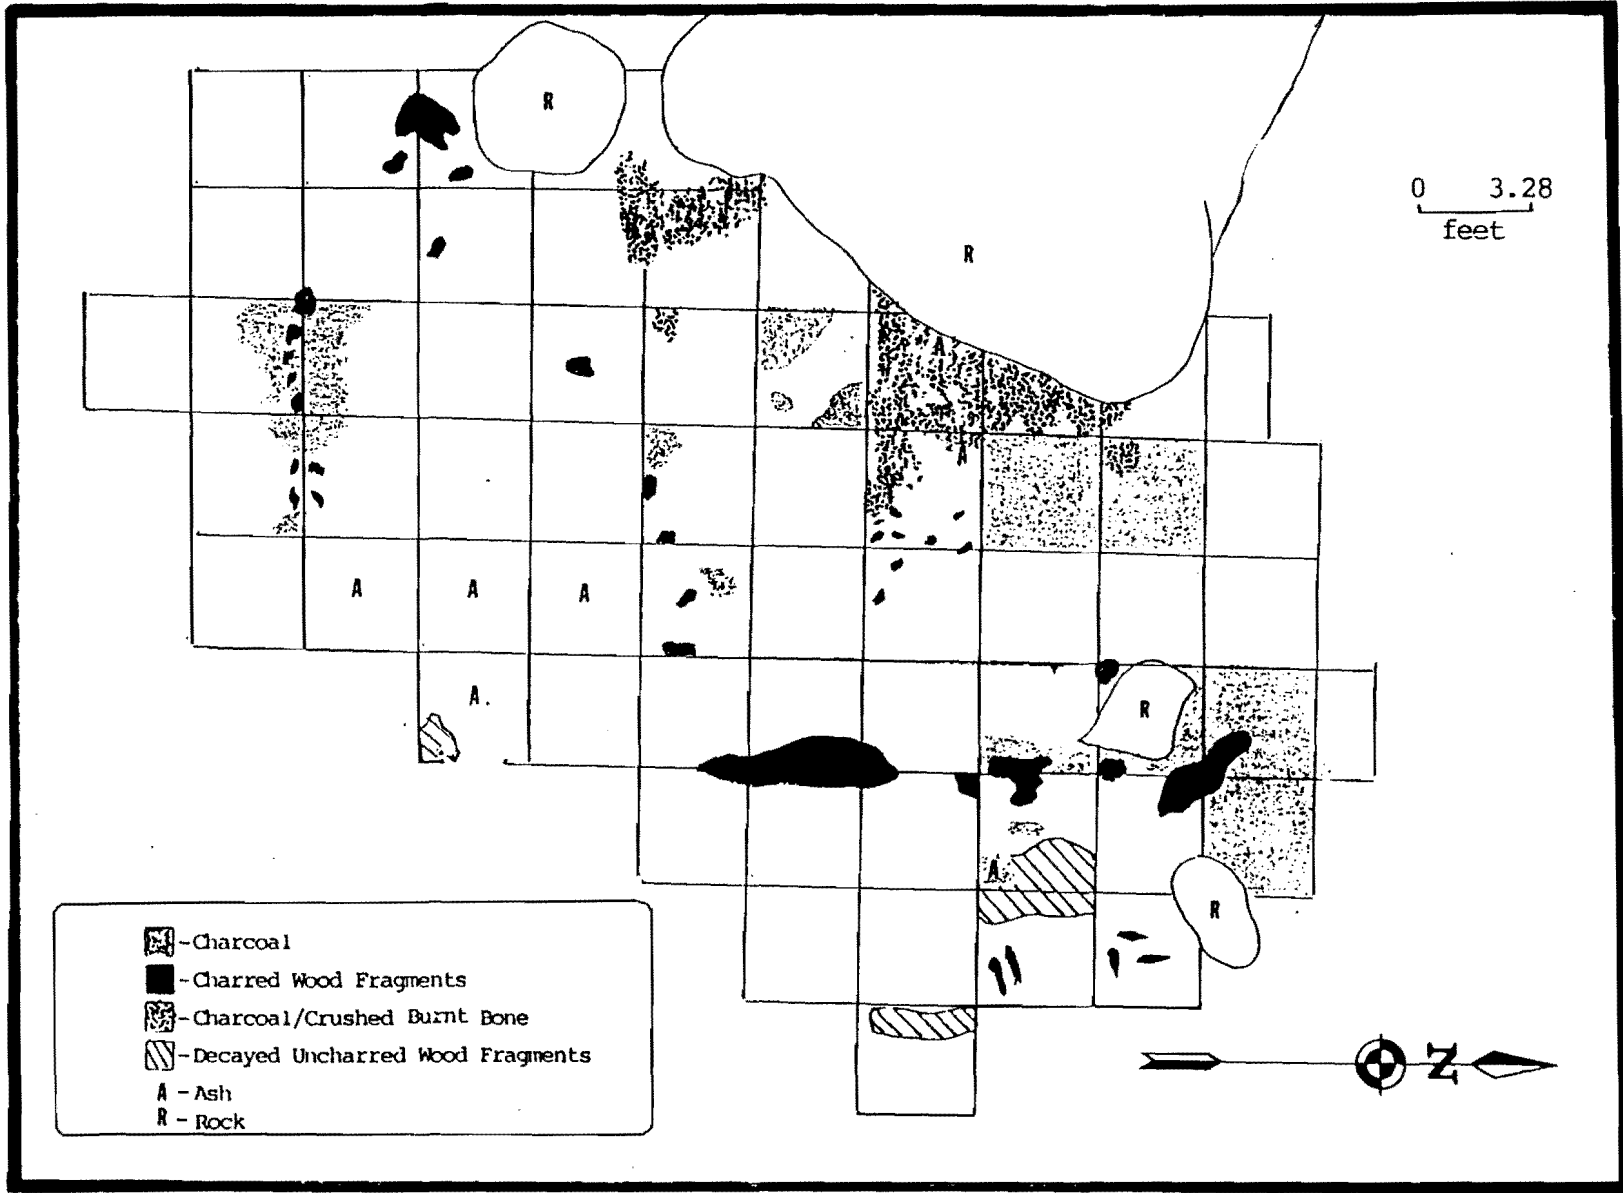 R
0 3.28
feet
R
A
A
A A A
A.
R
A
R
-Charcoal
-Charred Wood Fragments
-Charcoal/Crushed Burnt Bone
-Decayed Uncharred Wood Fragments
A - Ash
R - Rock
Z